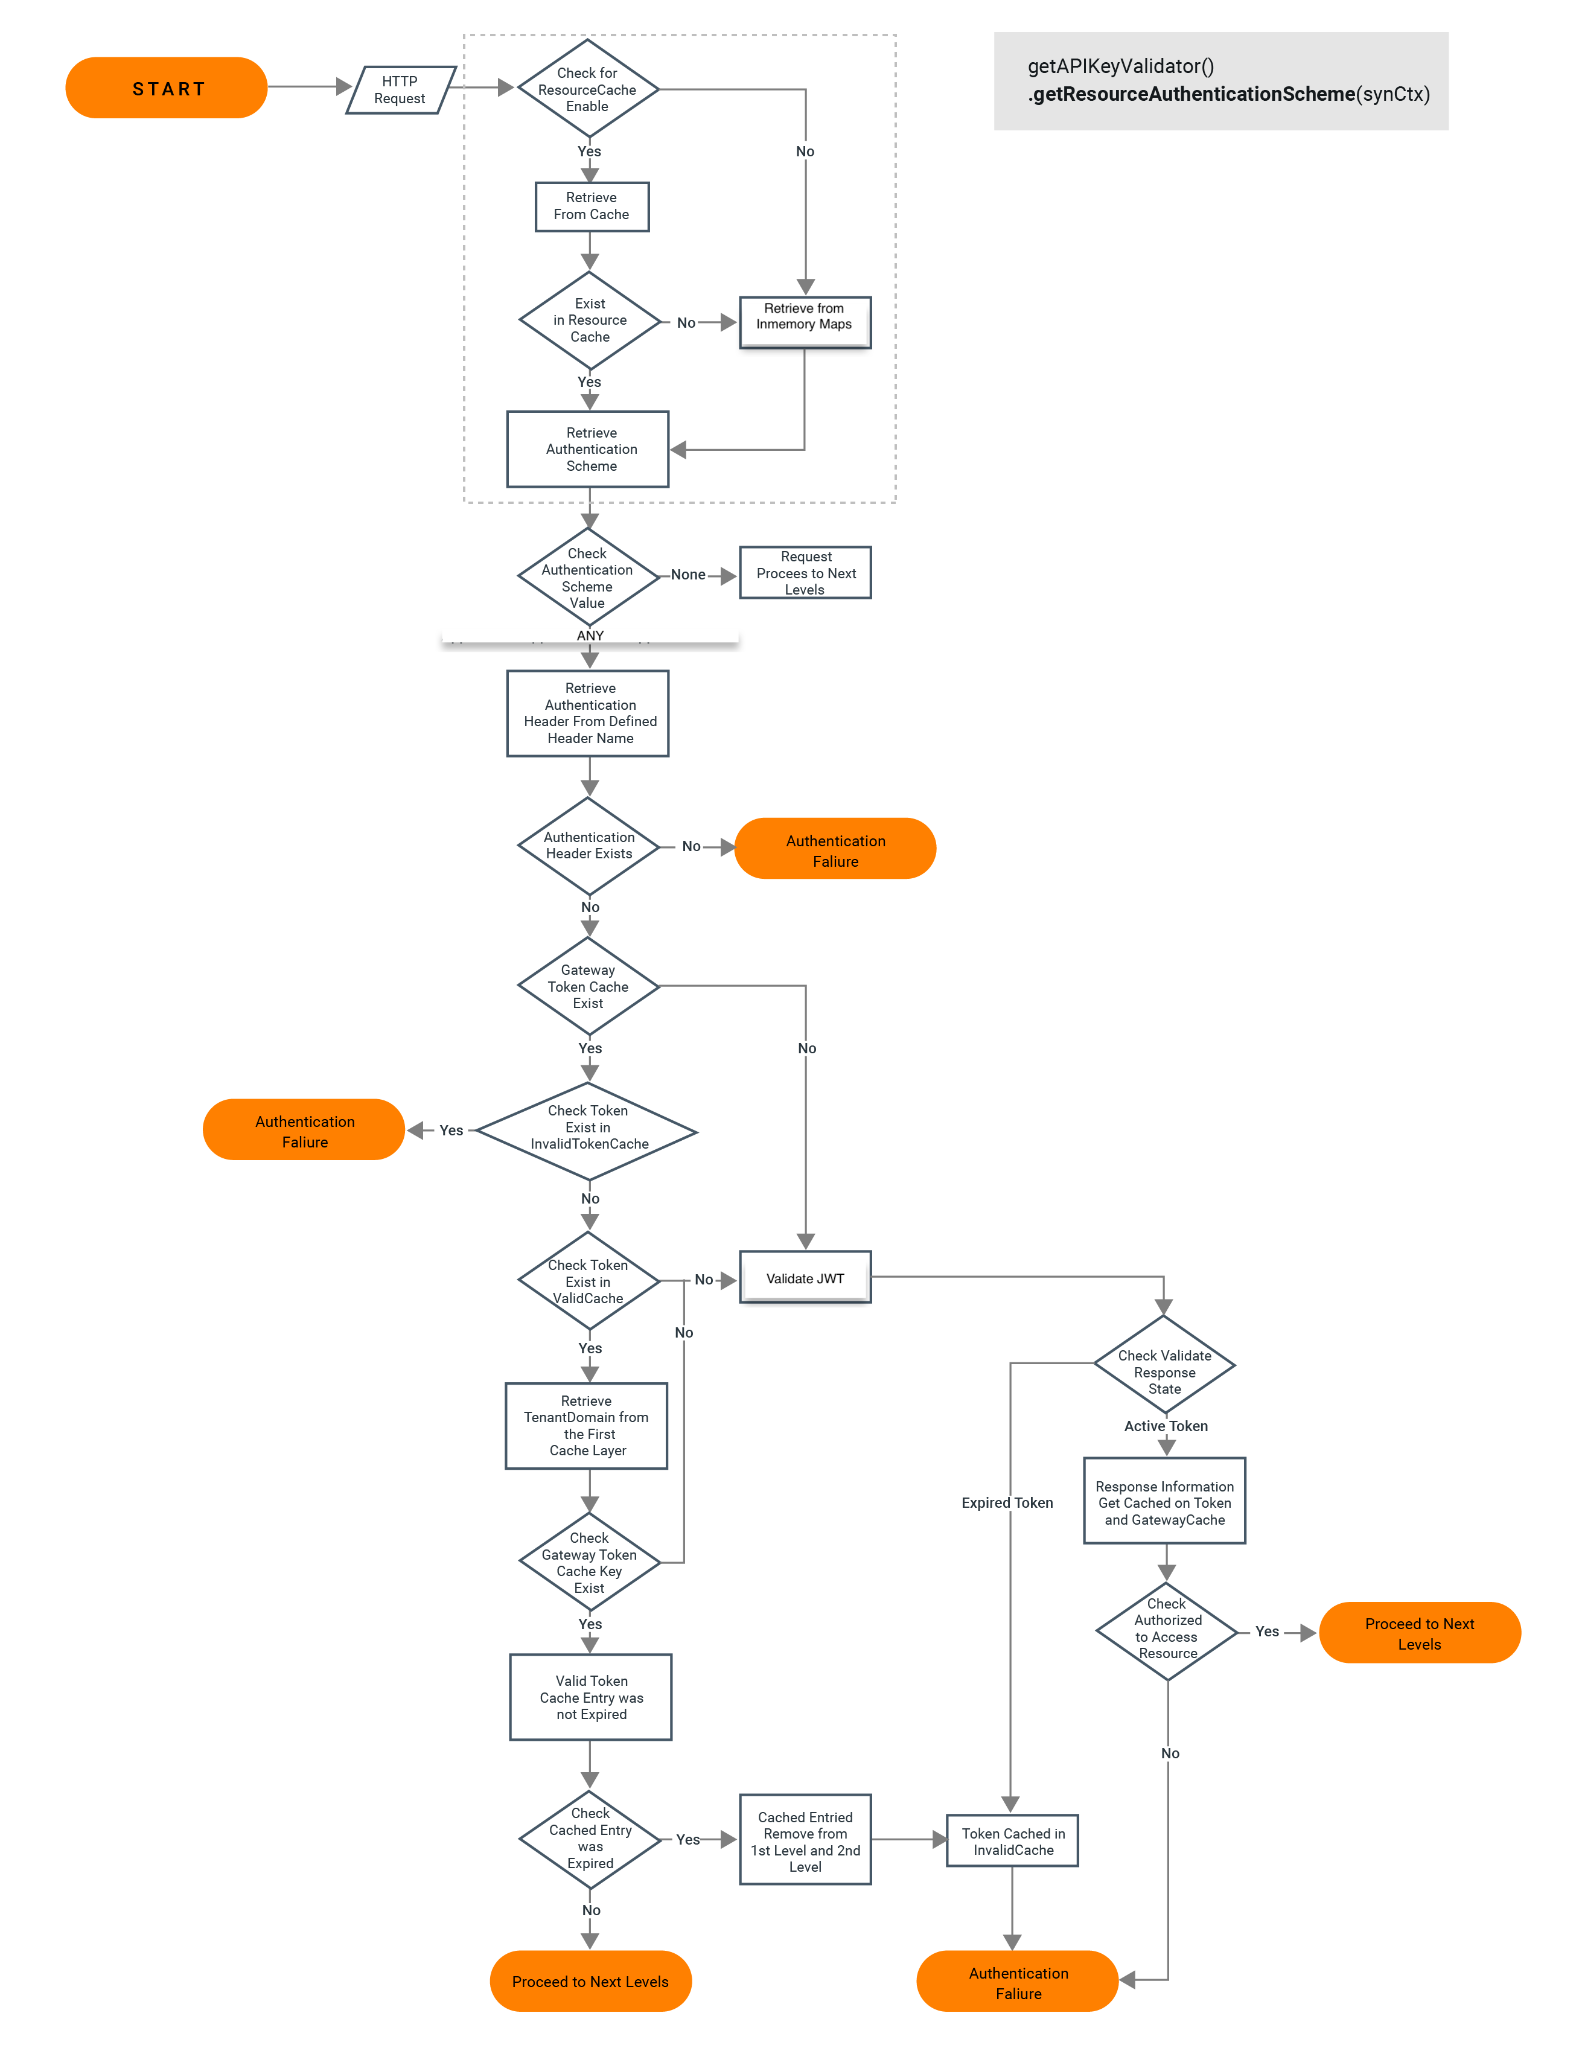 START
HTTP
Request
Check for
ResourceCache
Enable
getAPIKeyValidator()
.getResourceAuthenticationScheme(synCtx)
Yes
No
Retrieve
From Cache
Exist
in Resource
Cache
No
Retrieve from
Inmemory Maps
Yes
Retrieve
Authentication
Scheme
Check
Authentication
Scheme
Value
None
Request
Procees to Next
Levels
ANY
Retrieve
Authentication
Header From Defined
Header Name
Authentication
Header Exists
No
Authentication
Faliure
No
Gateway
Token Cache
Exist
Yes
No
Authentication
Faliure
Yes
Check Token
Exist in
InvalidTokenCache
No
Check Token
Exist in
ValidCache
No
Validate JWT
No
Yes
Check Validate
Response
State
Retrieve
TenantDomain from
the First
Cache Layer
Active Token
Expired Token
Response Information
Get Cached on Token
and GatewayCache
Check
Gateway Token
Cache Key
Exist
Yes
Check
Authorized
to Access
Resource
Yes
Proceed to Next
Levels
Valid Token
Cache Entry was
not Expired
No
Check
Cached Entry
was
Expired
Yes
Cached Entried
Remove from
1st Level and 2nd
Level
Token Cached in
InvalidCache
No
Proceed to Next Levels
Authentication
Faliure